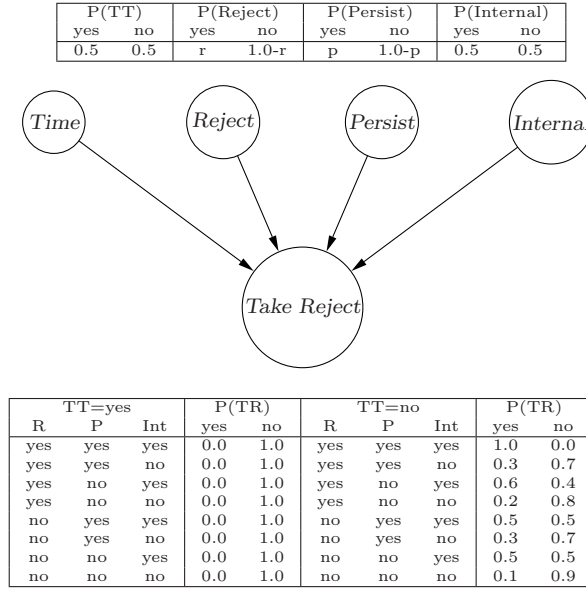 P(TT) P(Reject) P(Persist) P(Internal)
yes no yes no yes no yes no
0.5 0.5 r 1.0-r p 1.0-p 0.5 0.5
Time Reject Persist Internal
Take Reject
TT=yes P(TR) TT=no P(TR)
R P Int yes no R P Int yes no
yes yes yes 0.0 1.0 yes yes yes 1.0 0.0
yes yes no 0.0 1.0 yes yes no 0.3 0.7
yes no yes 0.0 1.0 yes no yes 0.6 0.4
yes no no 0.0 1.0 yes no no 0.2 0.8
no yes yes 0.0 1.0 no yes yes 0.5 0.5
no yes no 0.0 1.0 no yes no 0.3 0.7
no no yes 0.0 1.0 no no yes 0.5 0.5
no no no 0.0 1.0 no no no 0.1 0.9